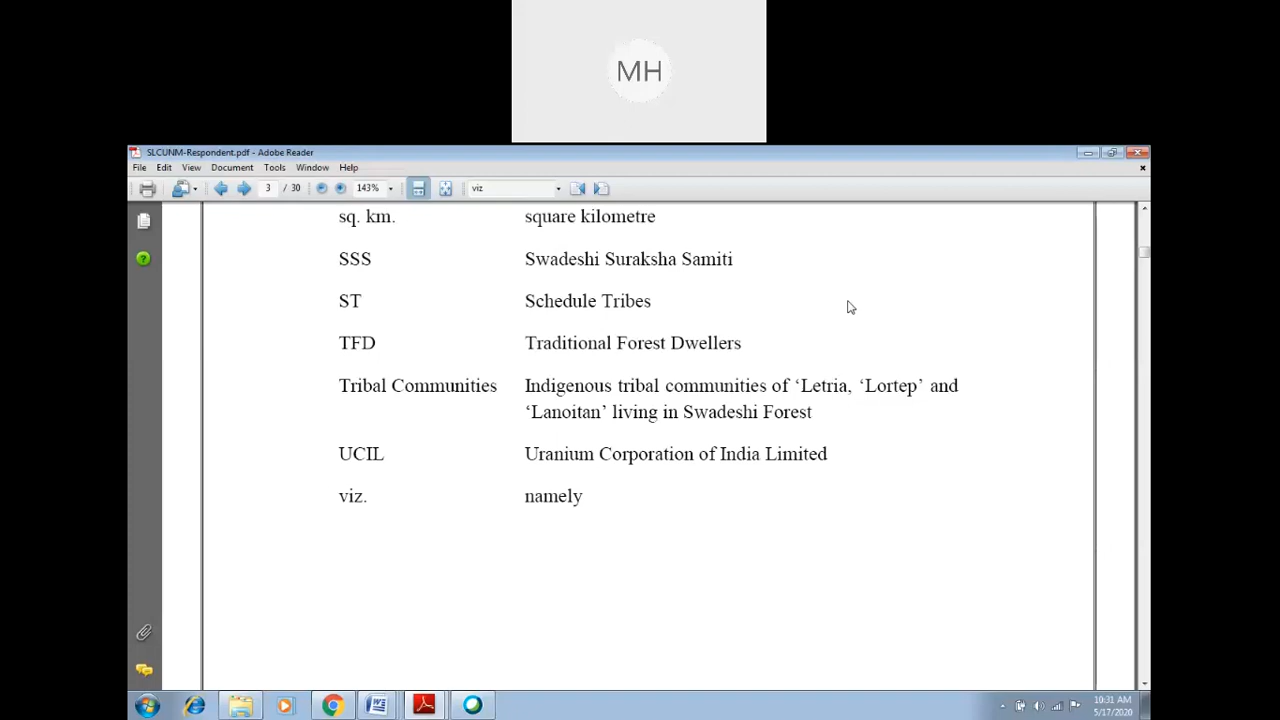 MH
SLCUNM-Respondent.pdf - Adobe Reader
File Edit View Document Tools Window Help
3 / 30 143% viz
sq. km. square kilometre
SSS Swadeshi Suraksha Samiti
ST Schedule Tribes
TFD Traditional Forest Dwellers
Tribal Communities Indigenous tribal communities of ‘Letria, ‘Lortep’ and
‘Lanoitan’ living in Swadeshi Forest
UCIL Uranium Corporation of India Limited
viz. namely
10:31 AM
5/17/2020